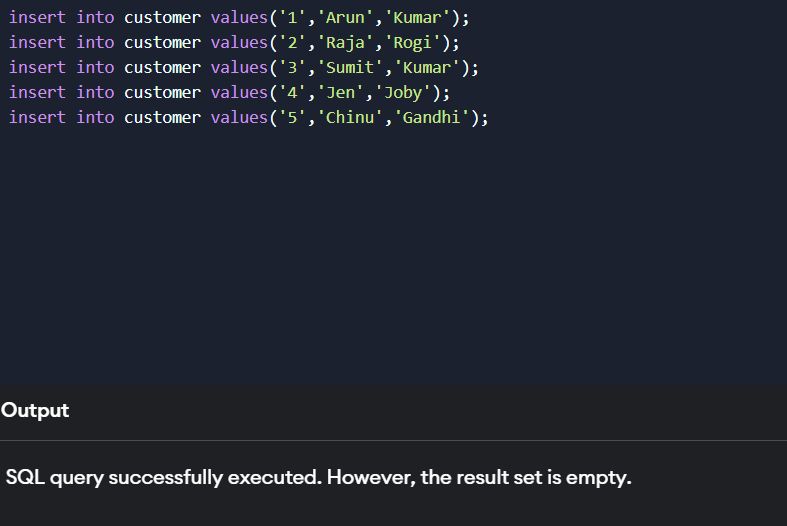 insert into customer values('1','Arun','Kumar');
insert into customer values('2','Raja','Rogi');
insert into customer values('3','Sumit','Kumar');
insert into customer values('4','Jen','Joby');
insert into customer values('5','Chinu','Gandhi');
Output
SQL query successfully executed. However, the result set is empty.